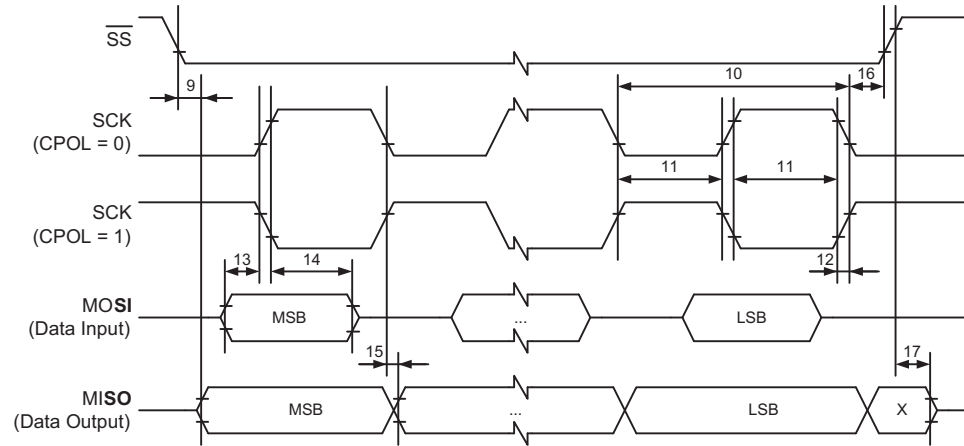 SS
9
10
16
SCK
(CPOL = 0)
11
11
SCK
(CPOL = 1)
12
13
14
MOSI
(Data Input)
MSB
...
LSB
15
17
MISO
(Data Output)
MSB
...
LSB
X